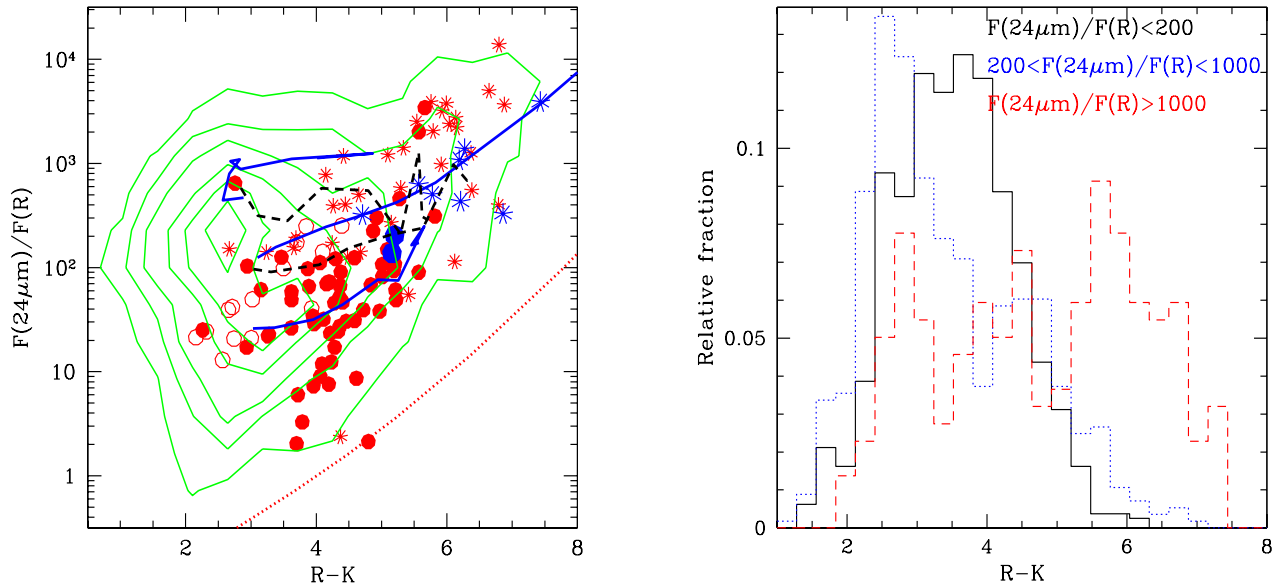 10⁴
10³
10²
10
1
F(24μm)/F(R)
2
4
6
8
R−K
F(24μm)/F(R)<200
200<F(24μm)/F(R)<1000
F(24μm)/F(R)>1000
0.1
0.05
0
Relative fraction
2
4
6
8
R−K